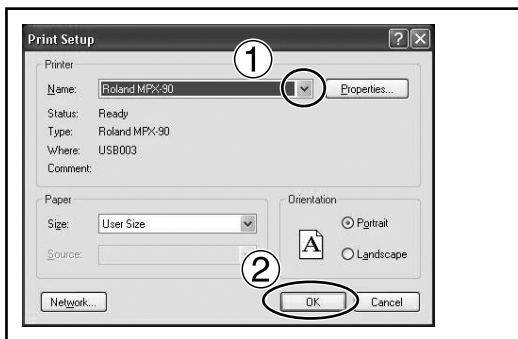 Print Setup
①
Printer
Name: Roland MPX-90 Properties...
Status: Ready
Type: Roland MPX-90
Where: USB003
Comment:
Paper Orientation
Size: User Size Portrait
Source: A Landscape
②
Network... OK Cancel